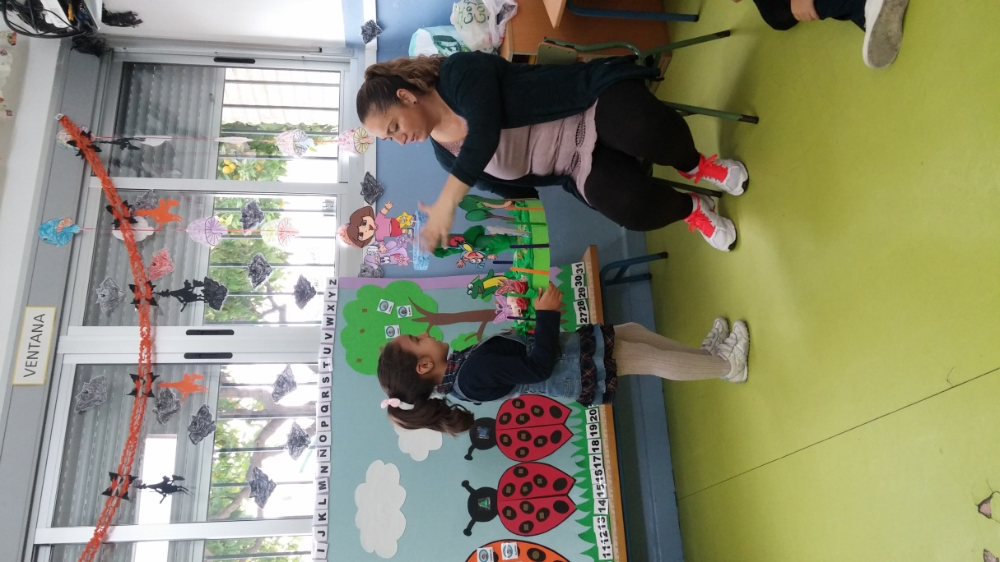 VENTANA
I J K L M N Ñ O P Q R S T U V W X Y Z
11 12 13 14 15 16 17 18 19 20
27 28 29 30 31